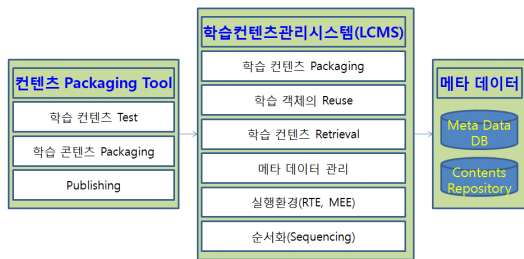 컨텐츠 Packaging Tool
학습 컨텐츠 Test
학습 콘텐츠 Packaging
Publishing
학습컨텐츠관리시스템(LCMS)
학습 컨텐츠 Packaging
학습 객체의 Reuse
학습 컨텐츠 Retrieval
메타 데이터 관리
실행환경(RTE, MEE)
순서화(Sequencing)
메타 데이터
Meta Data
DB
Contents
Repository